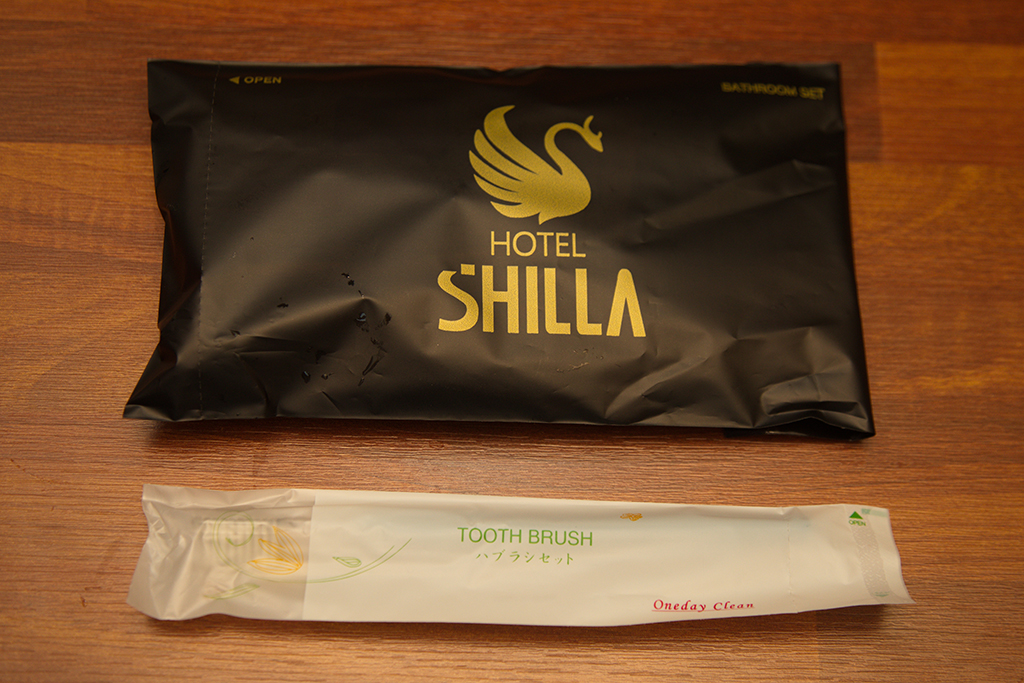 ◀ OPEN
BATHROOM SET
HOTEL
SHILLA
TOOTH BRUSH
ハブラシセット
OPEN
Oneday Clean